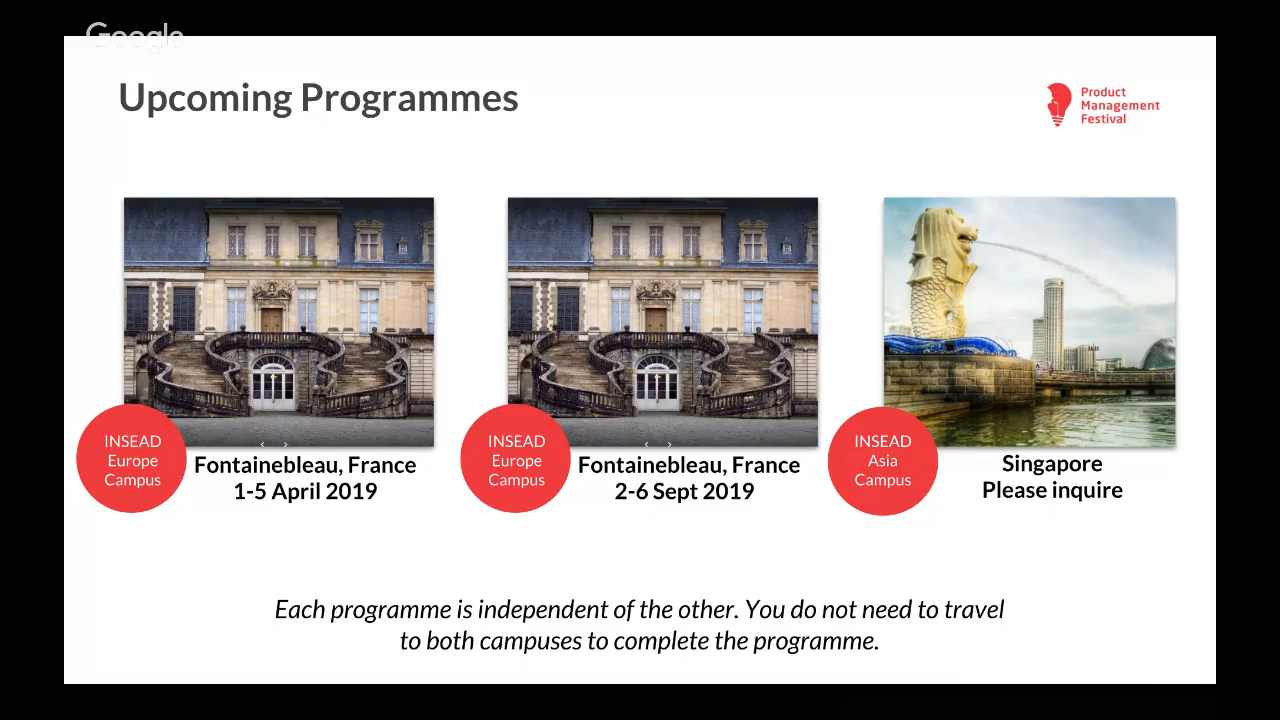 Google
Upcoming Programmes
Product
Management
Festival
INSEAD
Europe
Campus
Fontainebleau, France
1-5 April 2019
INSEAD
Europe
Campus
Fontainebleau, France
2-6 Sept 2019
INSEAD
Asia
Campus
Singapore
Please inquire
Each programme is independent of the other. You do not need to travel
to both campuses to complete the programme.